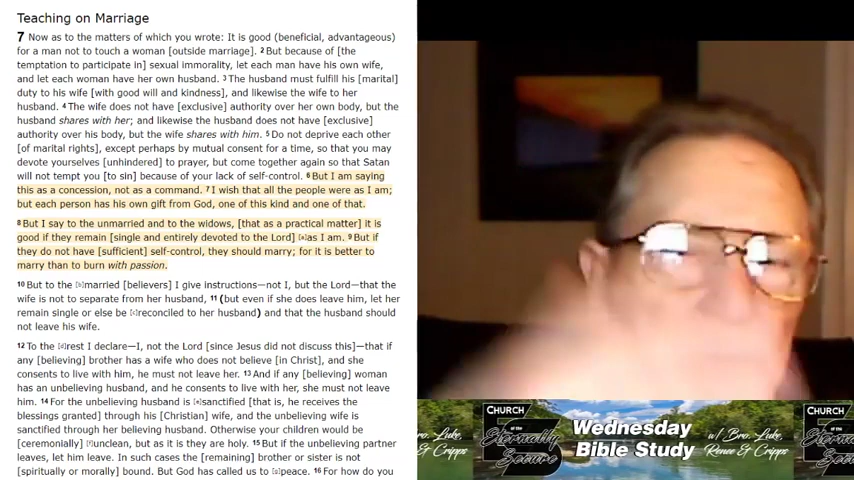 Teaching on Marriage
7 Now as to the matters of which you wrote: It is good (beneficial, advantageous)
for a man not to touch a woman [outside marriage]. 2 But because of [the
temptation to participate in] sexual immorality, let each man have his own wife,
and let each woman have her own husband. 3 The husband must fulfill his [marital]
duty to his wife [with good will and kindness], and likewise the wife to her
husband. 4 The wife does not have [exclusive] authority over her own body, but the
husband shares with her; and likewise the husband does not have [exclusive]
authority over his body, but the wife shares with him. 5 Do not deprive each other
[of marital rights], except perhaps by mutual consent for a time, so that you may
devote yourselves [unhindered] to prayer, but come together again so that Satan
will not tempt you [to sin] because of your lack of self-control. 6 But I am saying
this as a concession, not as a command. 7 I wish that all the people were as I am;
but each person has his own gift from God, one of this kind and one of that.
8 But I say to the unmarried and to the widows, [that as a practical matter] it is
good if they remain [single and entirely devoted to the Lord] [a]as I am. 9 But if
they do not have [sufficient] self-control, they should marry; for it is better to
marry than to burn with passion.
10 But to the [b]married [believers] I give instructions—not I, but the Lord—that the
wife is not to separate from her husband, 11 (but even if she does leave him, let her
remain single or else be [c]reconciled to her husband) and that the husband should
not leave his wife.
12 To the [d]rest I declare—I, not the Lord [since Jesus did not discuss this]—that if
any [believing] brother has a wife who does not believe [in Christ], and she
consents to live with him, he must not leave her. 13 And if any [believing] woman
has an unbelieving husband, and he consents to live with her, she must not leave
him. 14 For the unbelieving husband is [e]sanctified [that is, he receives the
blessings granted] through his [Christian] wife, and the unbelieving wife is
sanctified through her believing husband. Otherwise your children would be
[ceremonially] [f]unclean, but as it is they are holy. 15 But if the unbelieving partner
leaves, let him leave. In such cases the [remaining] brother or sister is not
[spiritually or morally] bound. But God has called us to [g]peace. 16 For how do you
Bro. Luke,
& Cripps
CHURCH
of the
Eternally
Secure
Wednesday
Bible Study
w/ Bro. Luke,
Renee & Cripps
CHURCH
of the
Eternally
Secure